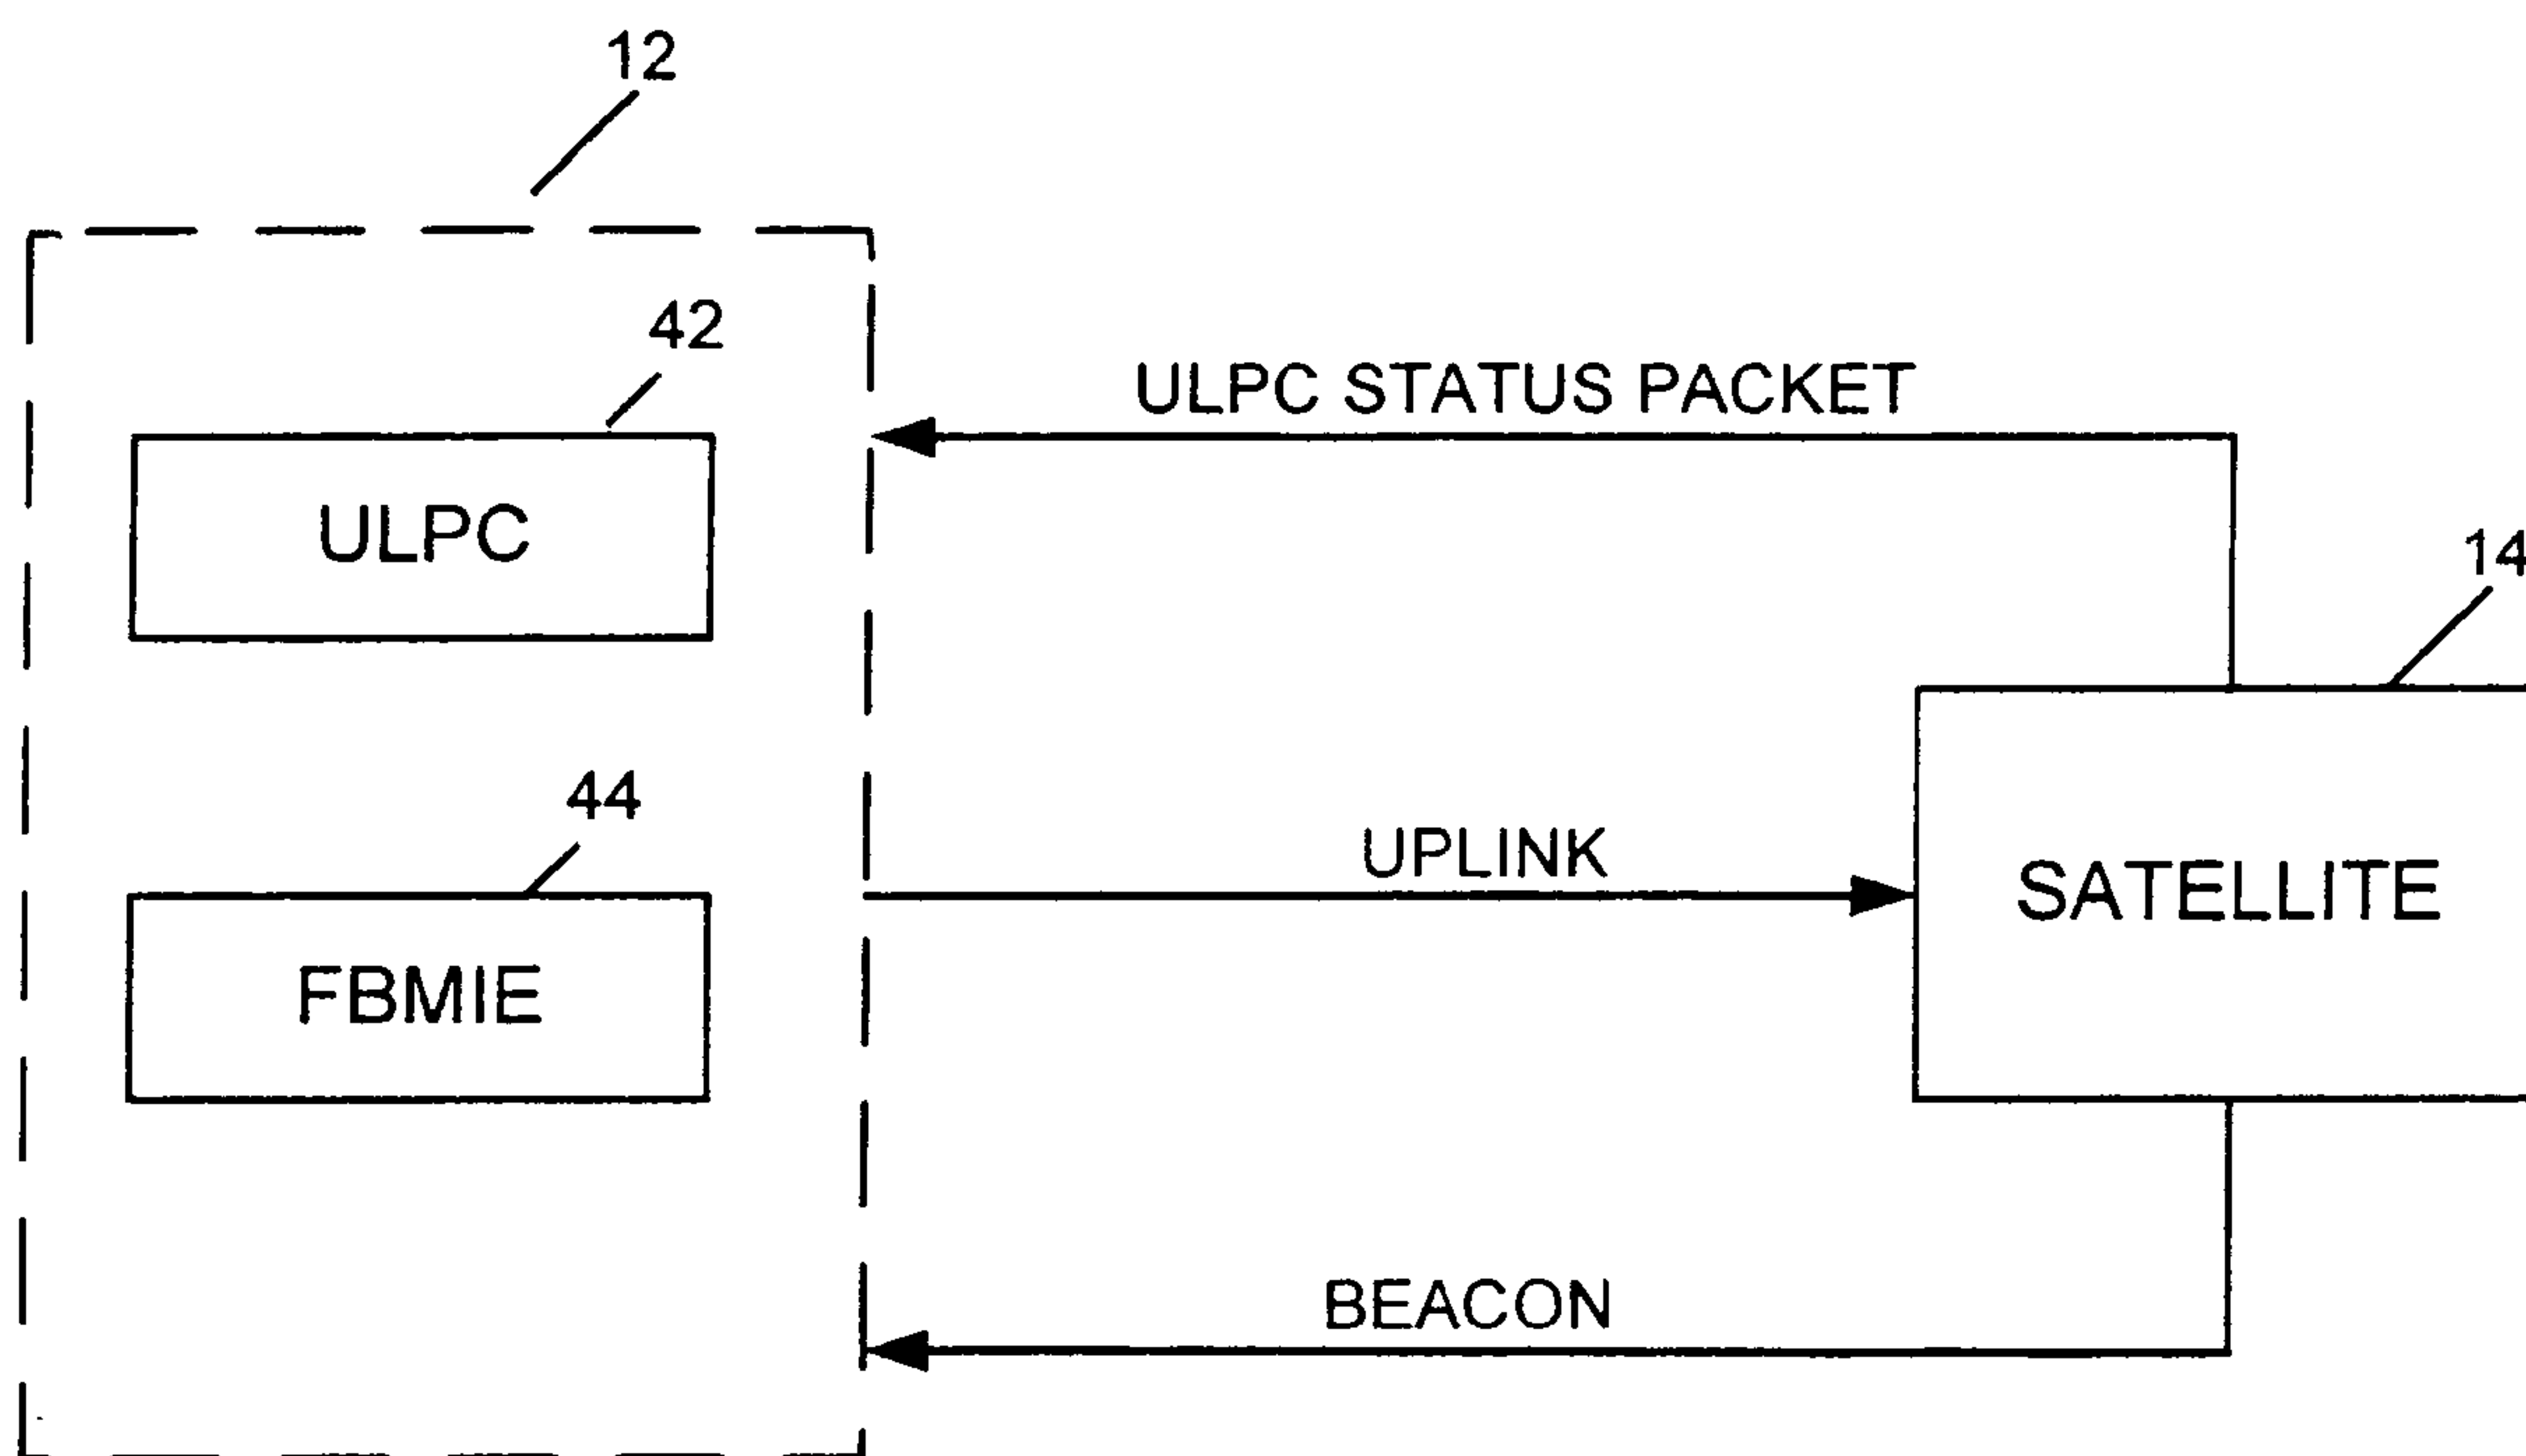 12
42
ULPC STATUS PACKET
ULPC
14
44
UPLINK
SATELLITE
FBMIE
BEACON